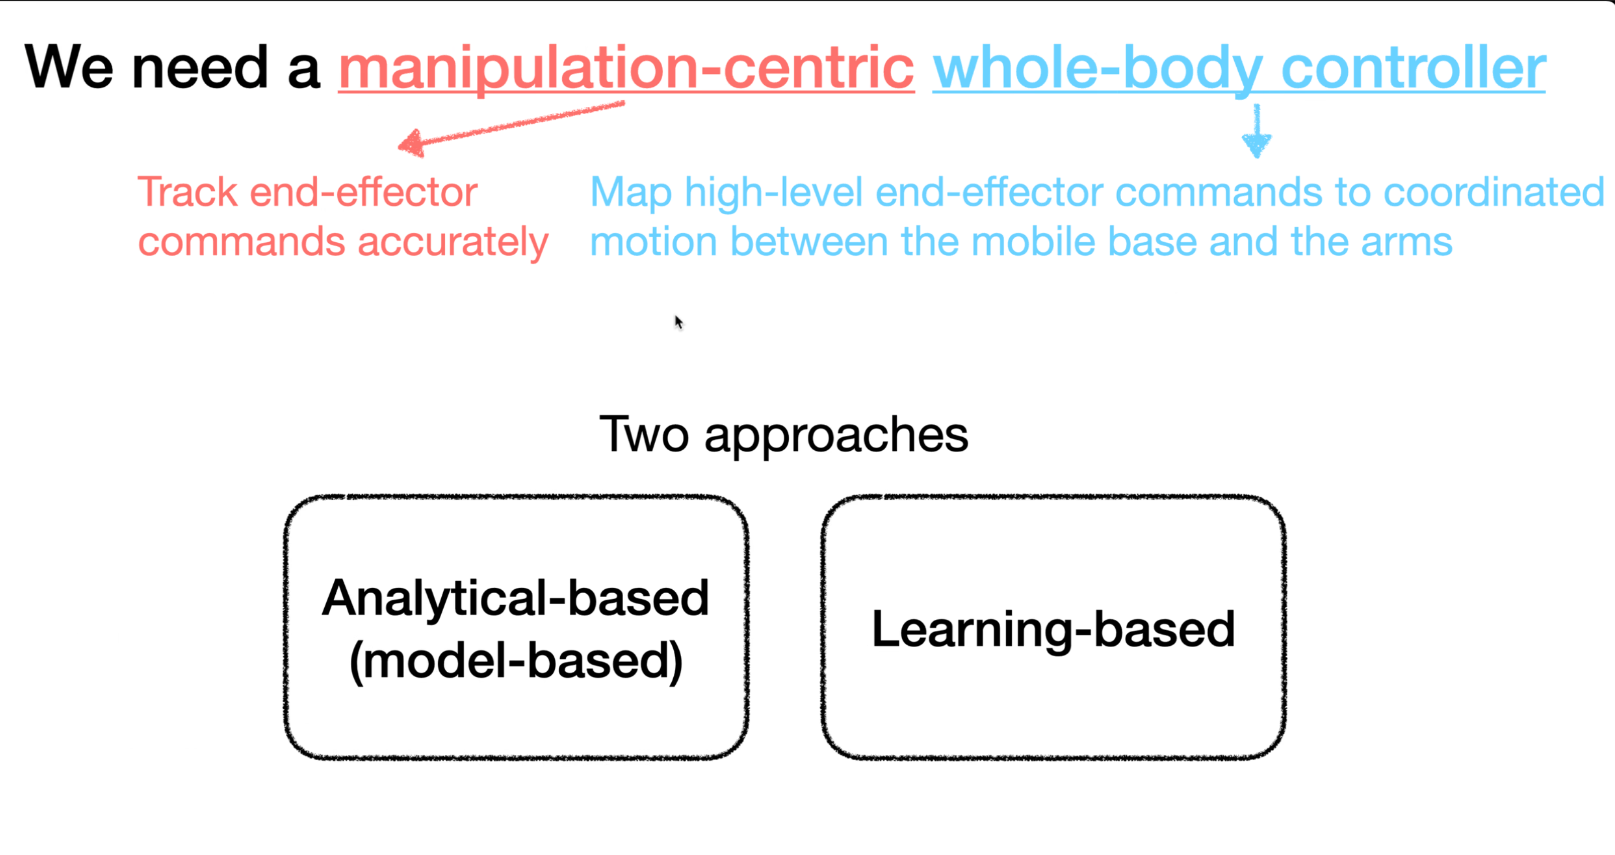 We need a manipulation-centric whole-body controller
Track end-effector
commands accurately
Map high-level end-effector commands to coordinated
motion between the mobile base and the arms
Two approaches
Analytical-based
(model-based)
Learning-based